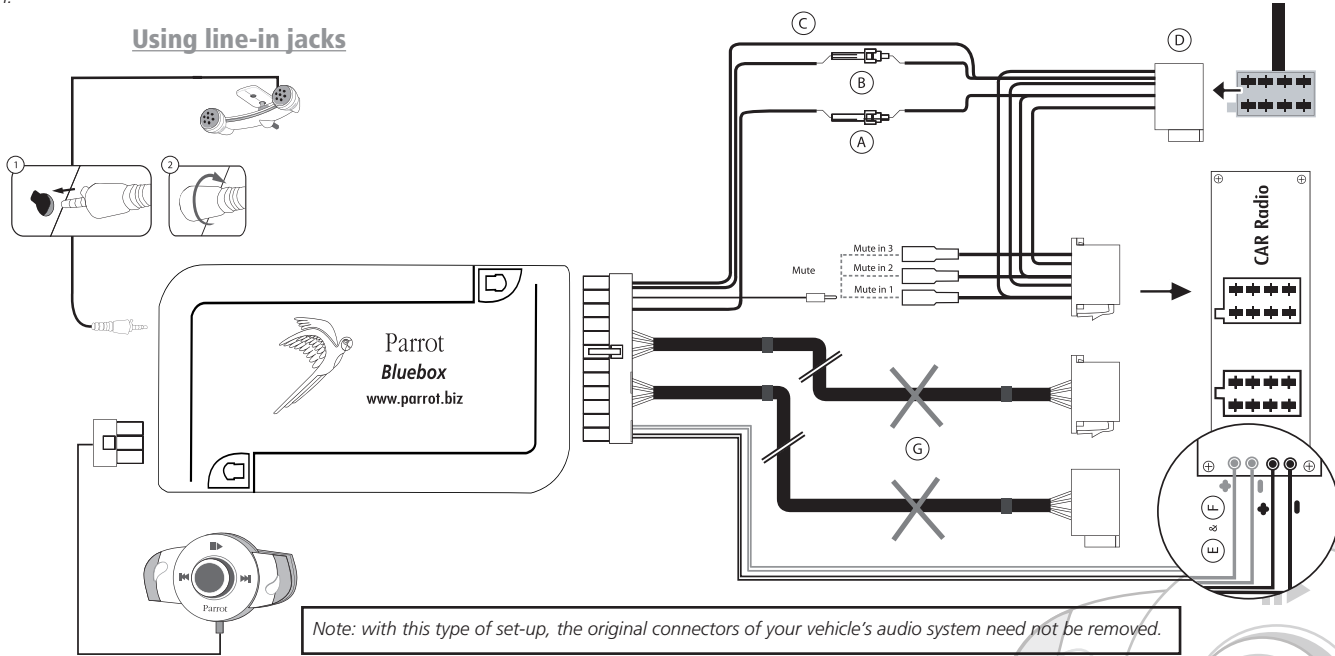 Using line-in jacks
C
D
B
A
1
2
CAR Radio
Mute in 3
Mute
Mute in 2
Mute in 1
Parrot
Bluebox
www.parrot.biz
G
E & F
Parrot
Note: with this type of set-up, the original connectors of your vehicle's audio system need not be removed.